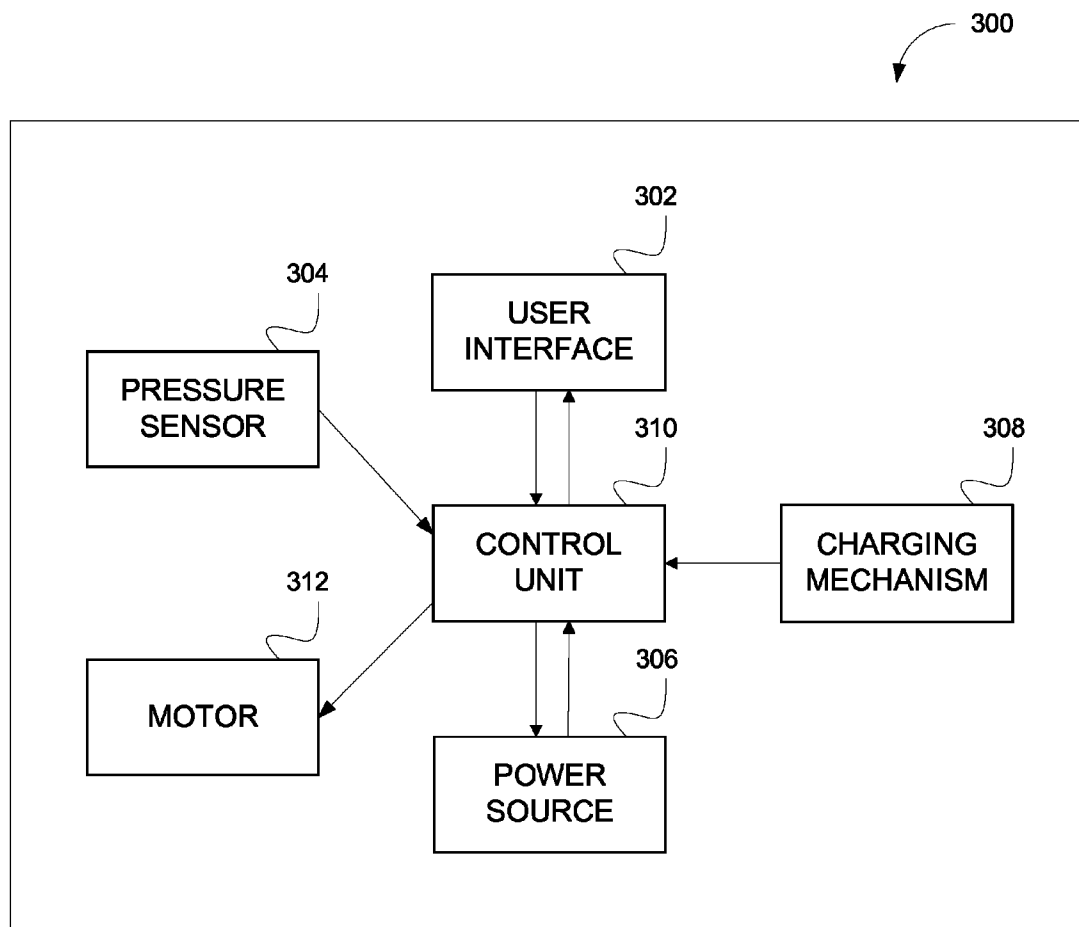 300
302
USER
INTERFACE
304
PRESSURE
SENSOR
310
CONTROL
UNIT
308
CHARGING
MECHANISM
312
MOTOR
306
POWER
SOURCE